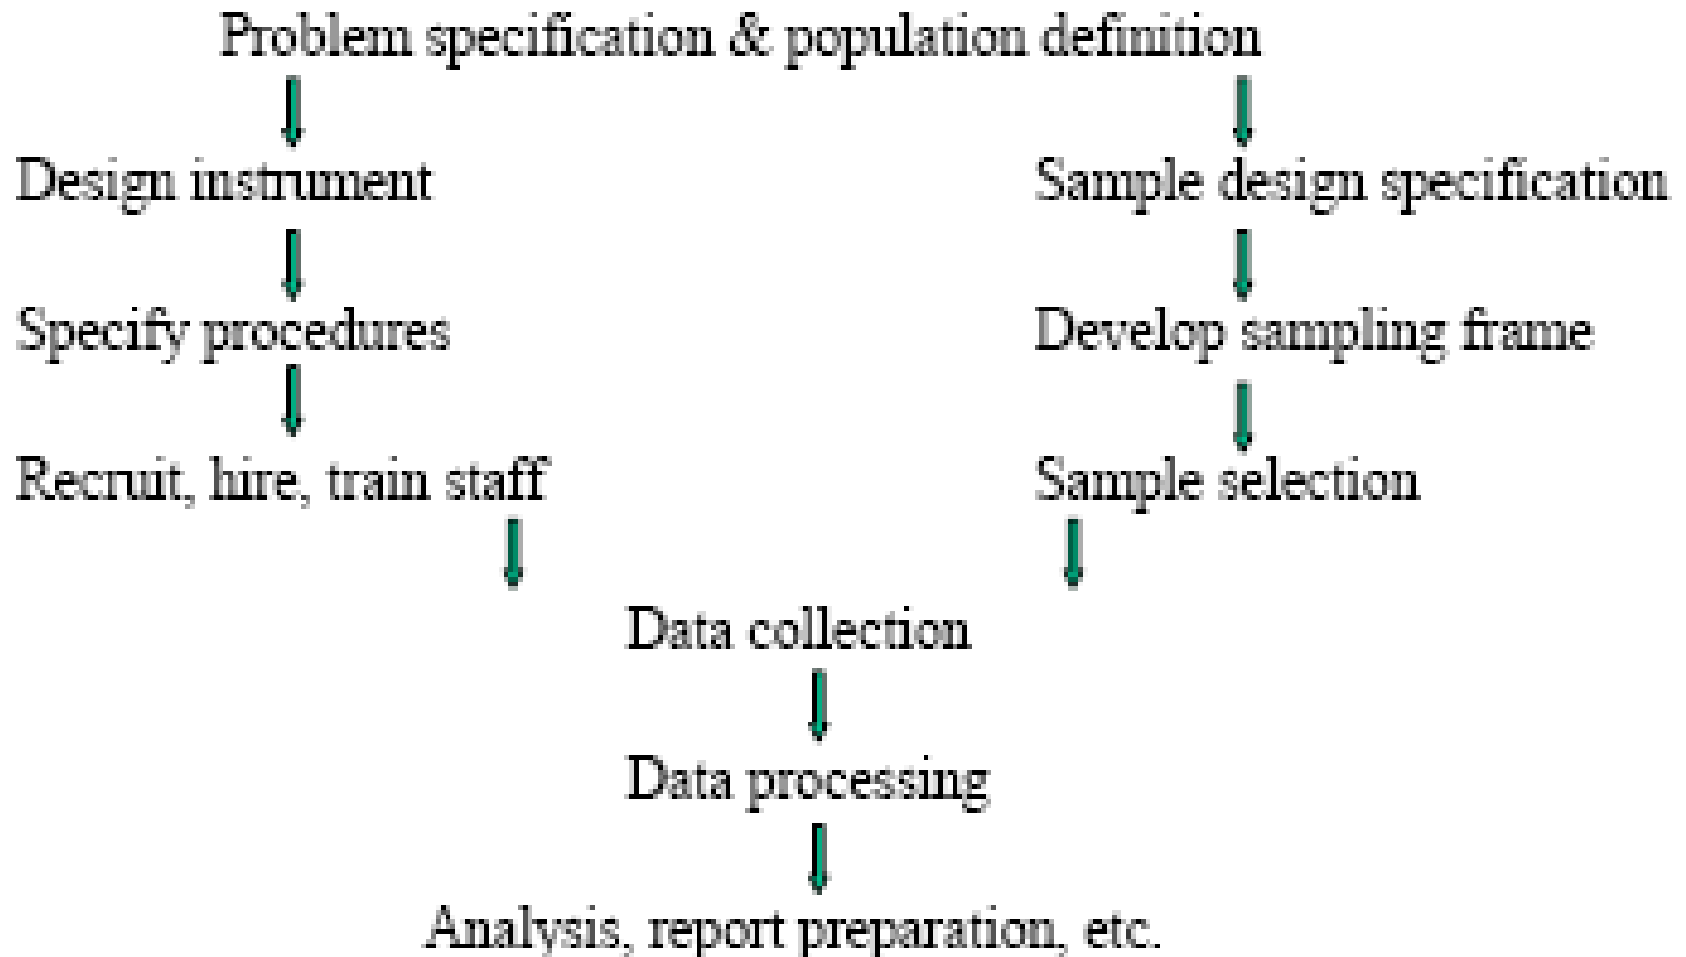 Problem specification & population definition
Design instrument
Sample design specification
Specify procedures
Develop sampling frame
Recruit, hire, train staff
Sample selection
Data collection
Data processing
Analysis, report preparation, etc.